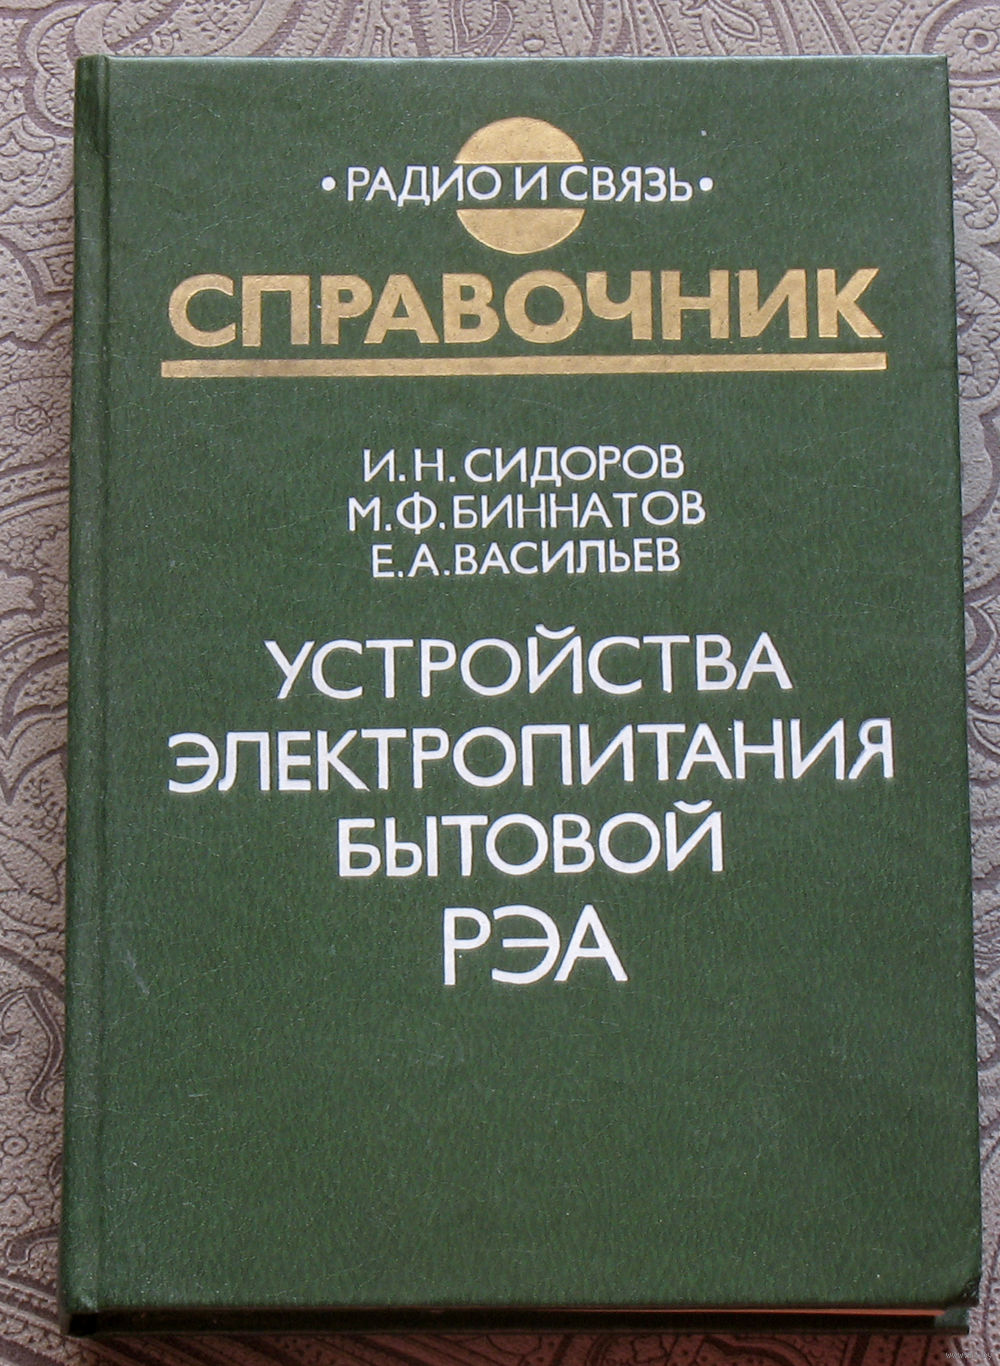 • РАДИО И СВЯЗЬ •
СПРАВОЧНИК
И.Н.СИДОРОВ
М.Ф.БИННАТОВ
Е.А.ВАСИЛЬЕВ
УСТРОЙСТВА
ЭЛЕКТРОПИТАНИЯ
БЫТОВОЙ
РЭА